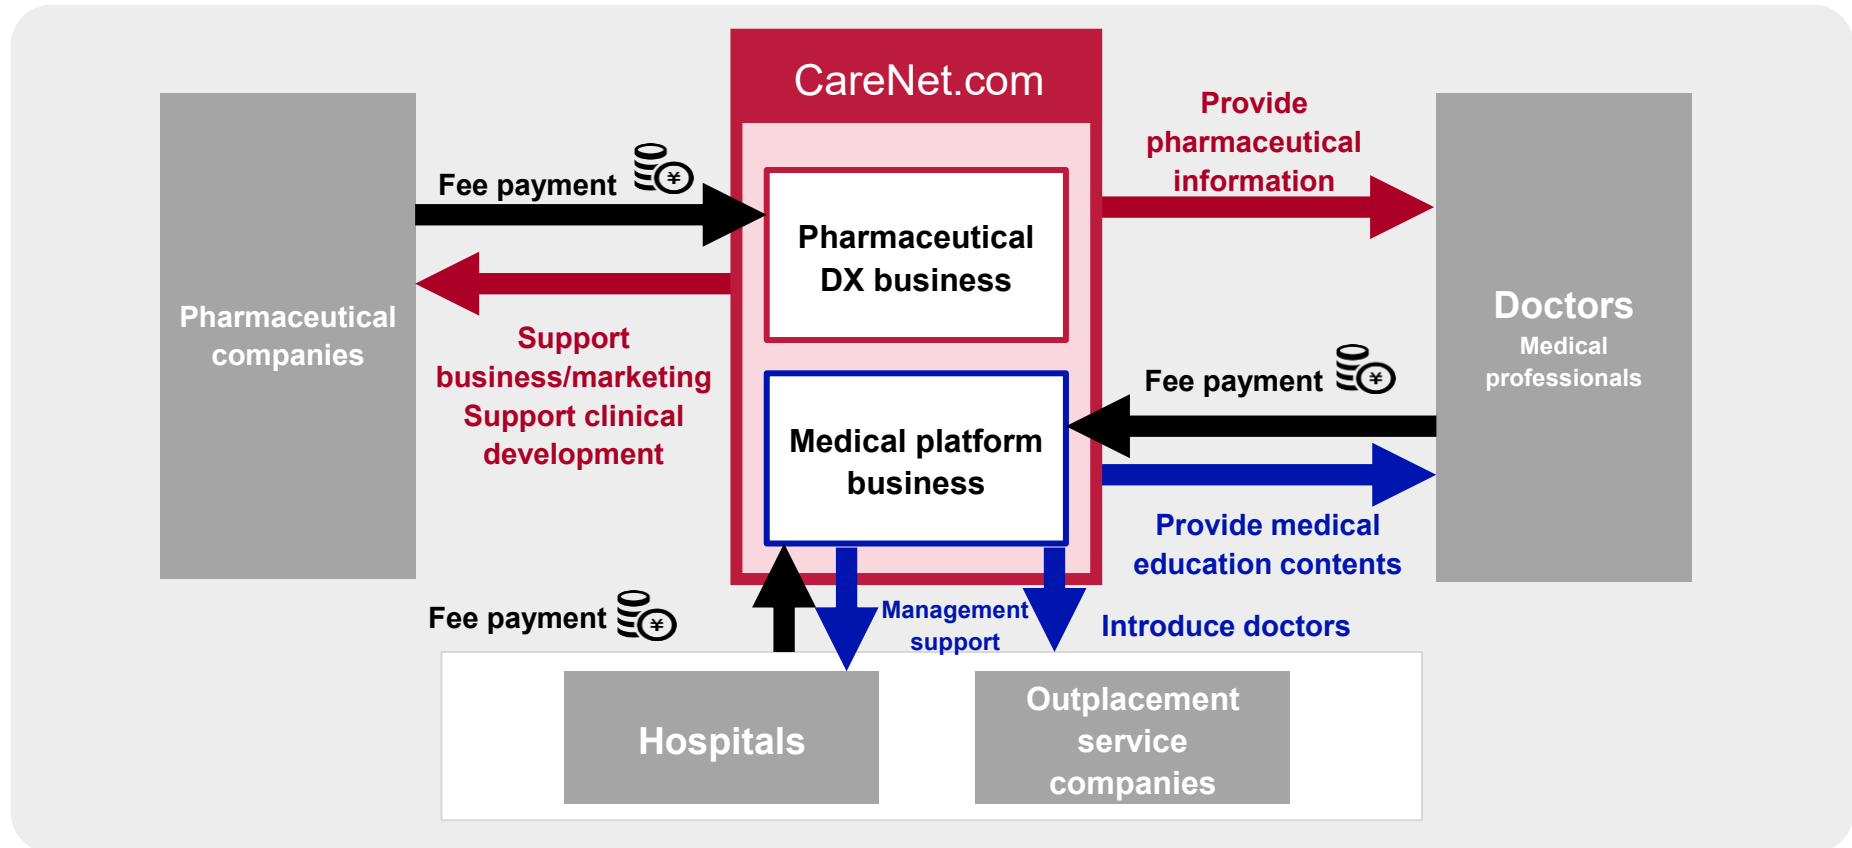 CareNet.com
Fee payment
¥
Pharmaceutical
companies
Support
business/marketing
Support clinical
development
Pharmaceutical
DX business
Medical platform
business
Provide
pharmaceutical
information
Doctors
Medical
professionals
Fee payment
¥
Provide medical
education contents
Fee payment
¥
Management
support
Introduce doctors
Hospitals
Outplacement
service
companies